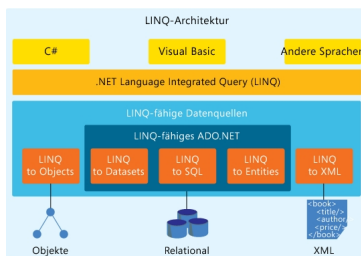 LINQ-Architektur
C# Visual Basic Andere Sprachen
.NET Language Integrated Query (LINQ)
LINQ-fähige Datenquellen
LINQ-fähiges ADO.NET
LINQ LINQ LINQ LINQ LINQ
to Objects to Datasets to SQL to Entities to XML
<book>
<title/>
<author/
<price/>
</book>
Objekte Relational XML